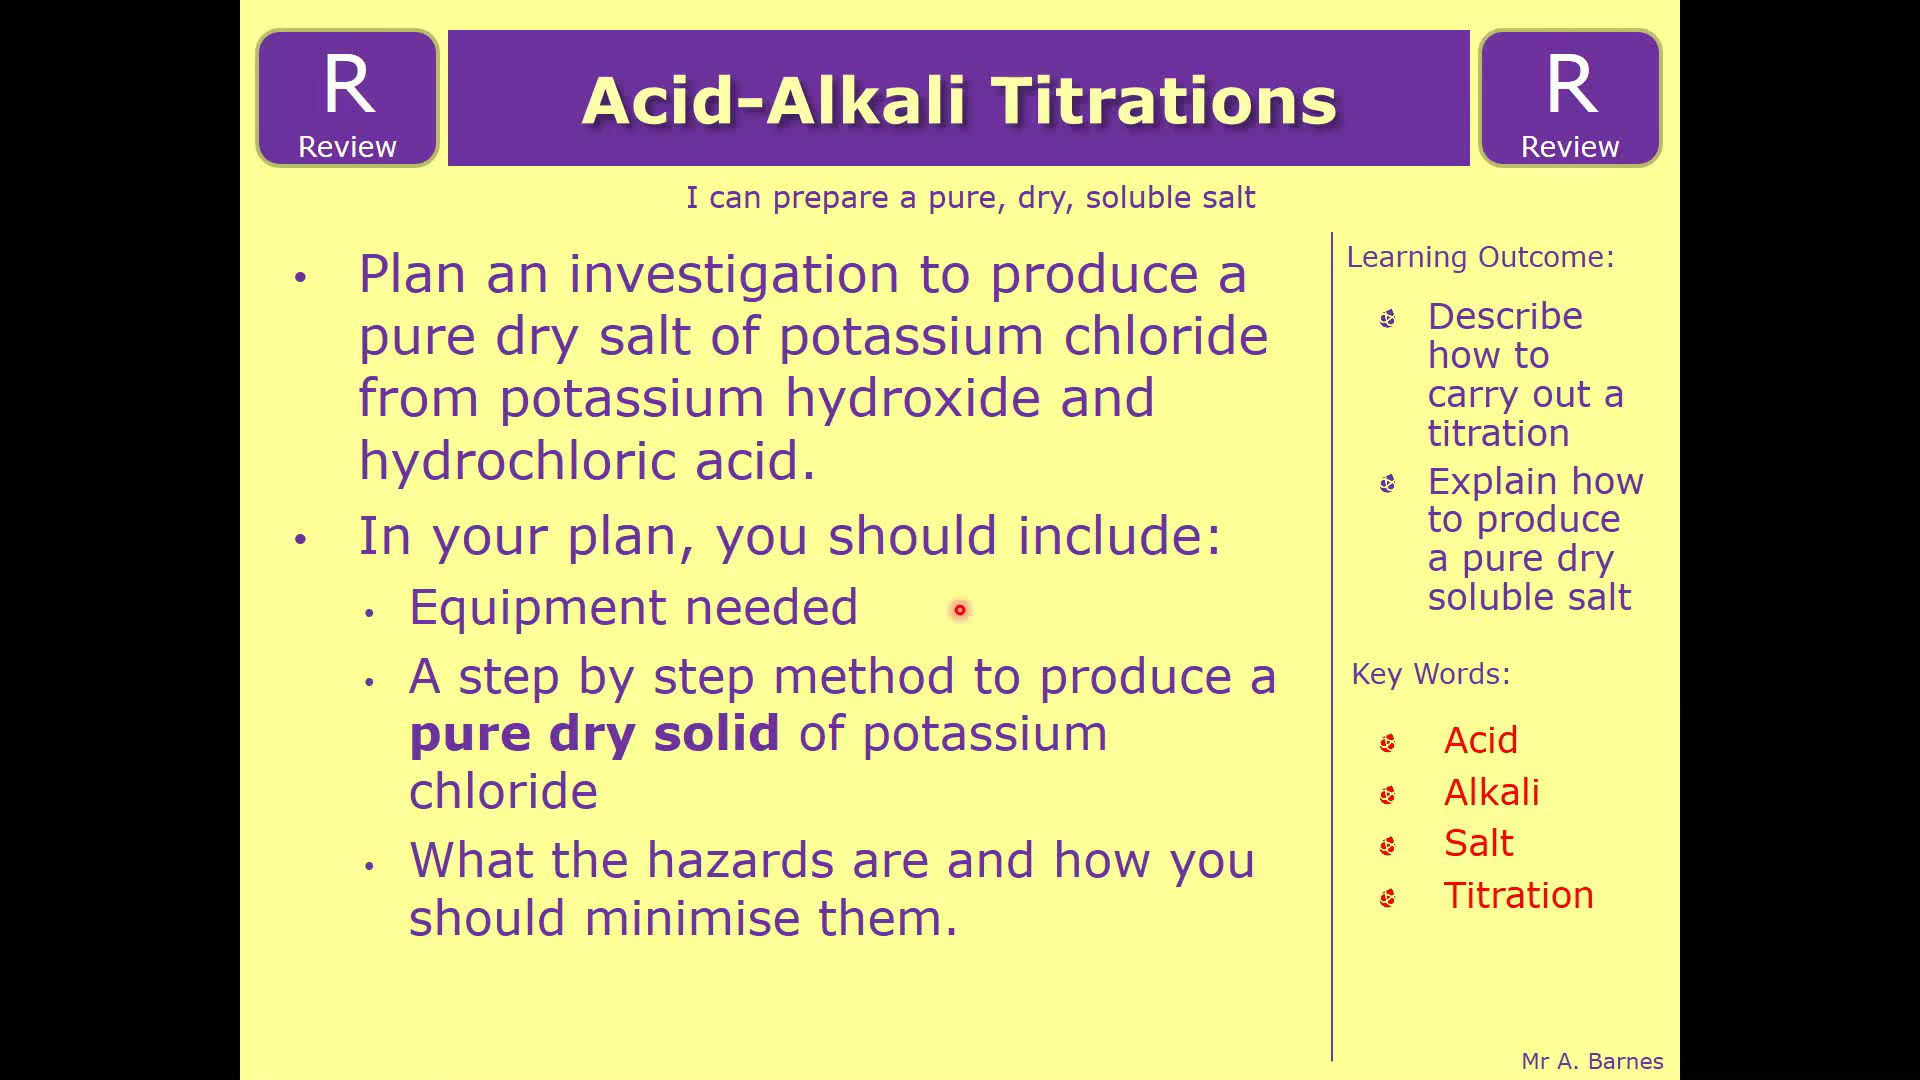 R
Review
Acid-Alkali Titrations
R
Review
I can prepare a pure, dry, soluble salt
• Plan an investigation to produce a
pure dry salt of potassium chloride
from potassium hydroxide and
hydrochloric acid.
• In your plan, you should include:
• Equipment needed
• A step by step method to produce a
pure dry solid of potassium
chloride
• What the hazards are and how you
should minimise them.
Learning Outcome:
Describe
how to
carry out a
titration
Explain how
to produce
a pure dry
soluble salt
Key Words:
Acid
Alkali
Salt
Titration
Mr A. Barnes